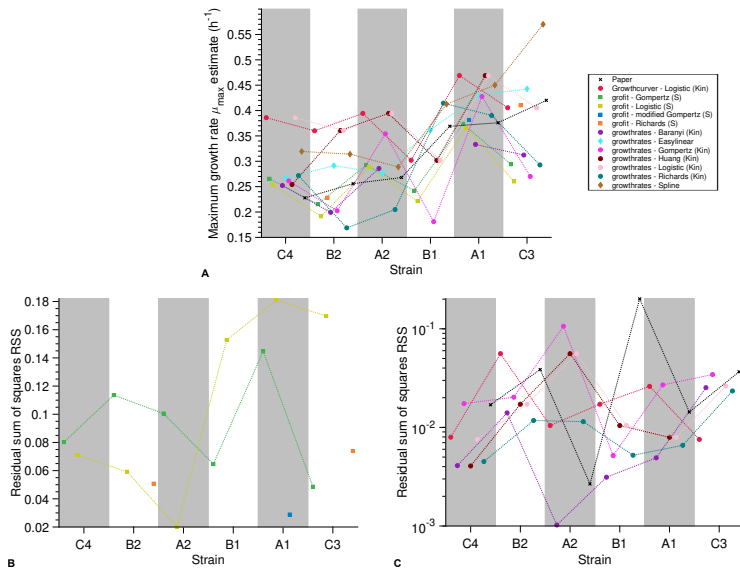 Maximum growth rate μmax estimate (h-1)
0.55
0.5
0.45
0.4
0.35
0.3
0.25
0.2
0.15
C4 B2 A2 B1 A1 C3
Strain
A
Paper
Growthcurver - Logistic (Kin)
grofit - Gompertz (S)
grofit - Logistic (S)
grofit - modified Gompertz (S)
grofit - Richards (S)
growthrates - Baranyi (Kin)
growthrates - Easylinear
growthrates - Gompertz (Kin)
growthrates - Huang (Kin)
growthrates - Logistic (Kin)
growthrates - Richards (Kin)
growthrates - Spline
Residual sum of squares RSS
0.18
0.16
0.14
0.12
0.1
0.08
0.06
0.04
0.02
C4 B2 A2 B1 A1 C3
Strain
B
Residual sum of squares RSS
10-1
10-2
10-3
C4 B2 A2 B1 A1 C3
Strain
C